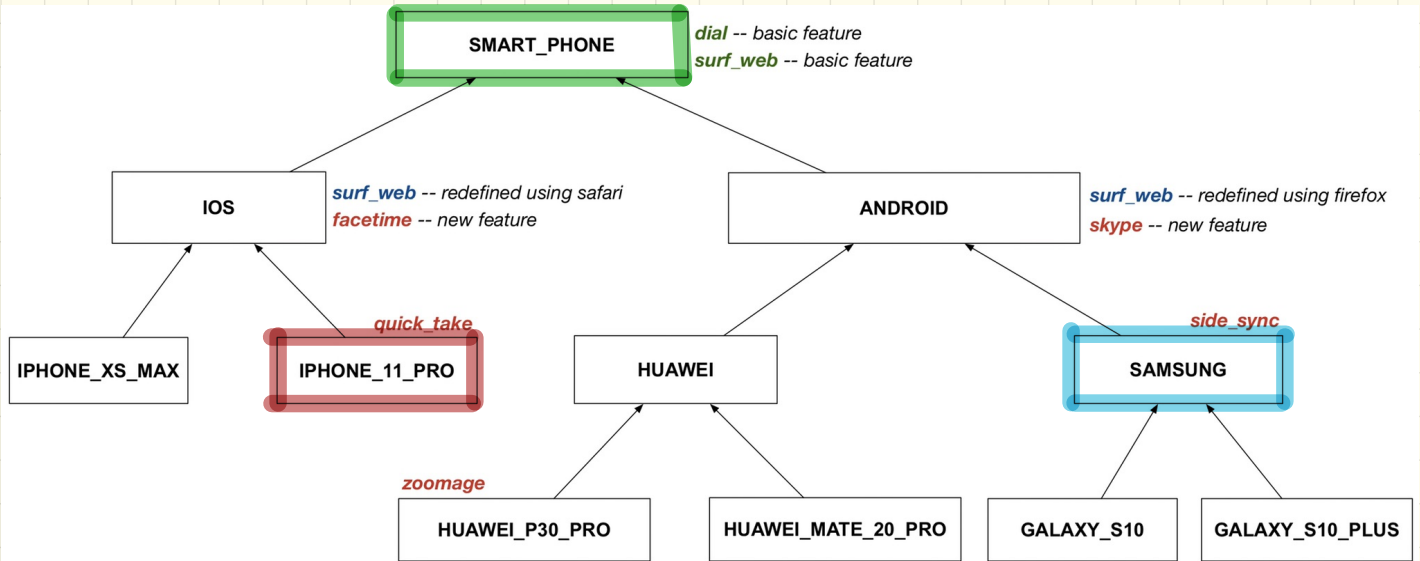 SMART_PHONE
dial -- basic feature
surf_web -- basic feature
IOS
surf_web -- redefined using safari
facetime -- new feature
ANDROID
surf_web -- redefined using firefox
skype -- new feature
IPHONE_XS_MAX
quick_take
IPHONE_11_PRO
HUAWEI
side_sync
SAMSUNG
zoomage
HUAWEI_P30_PRO
HUAWEI_MATE_20_PRO
GALAXY_S10
GALAXY_S10_PLUS